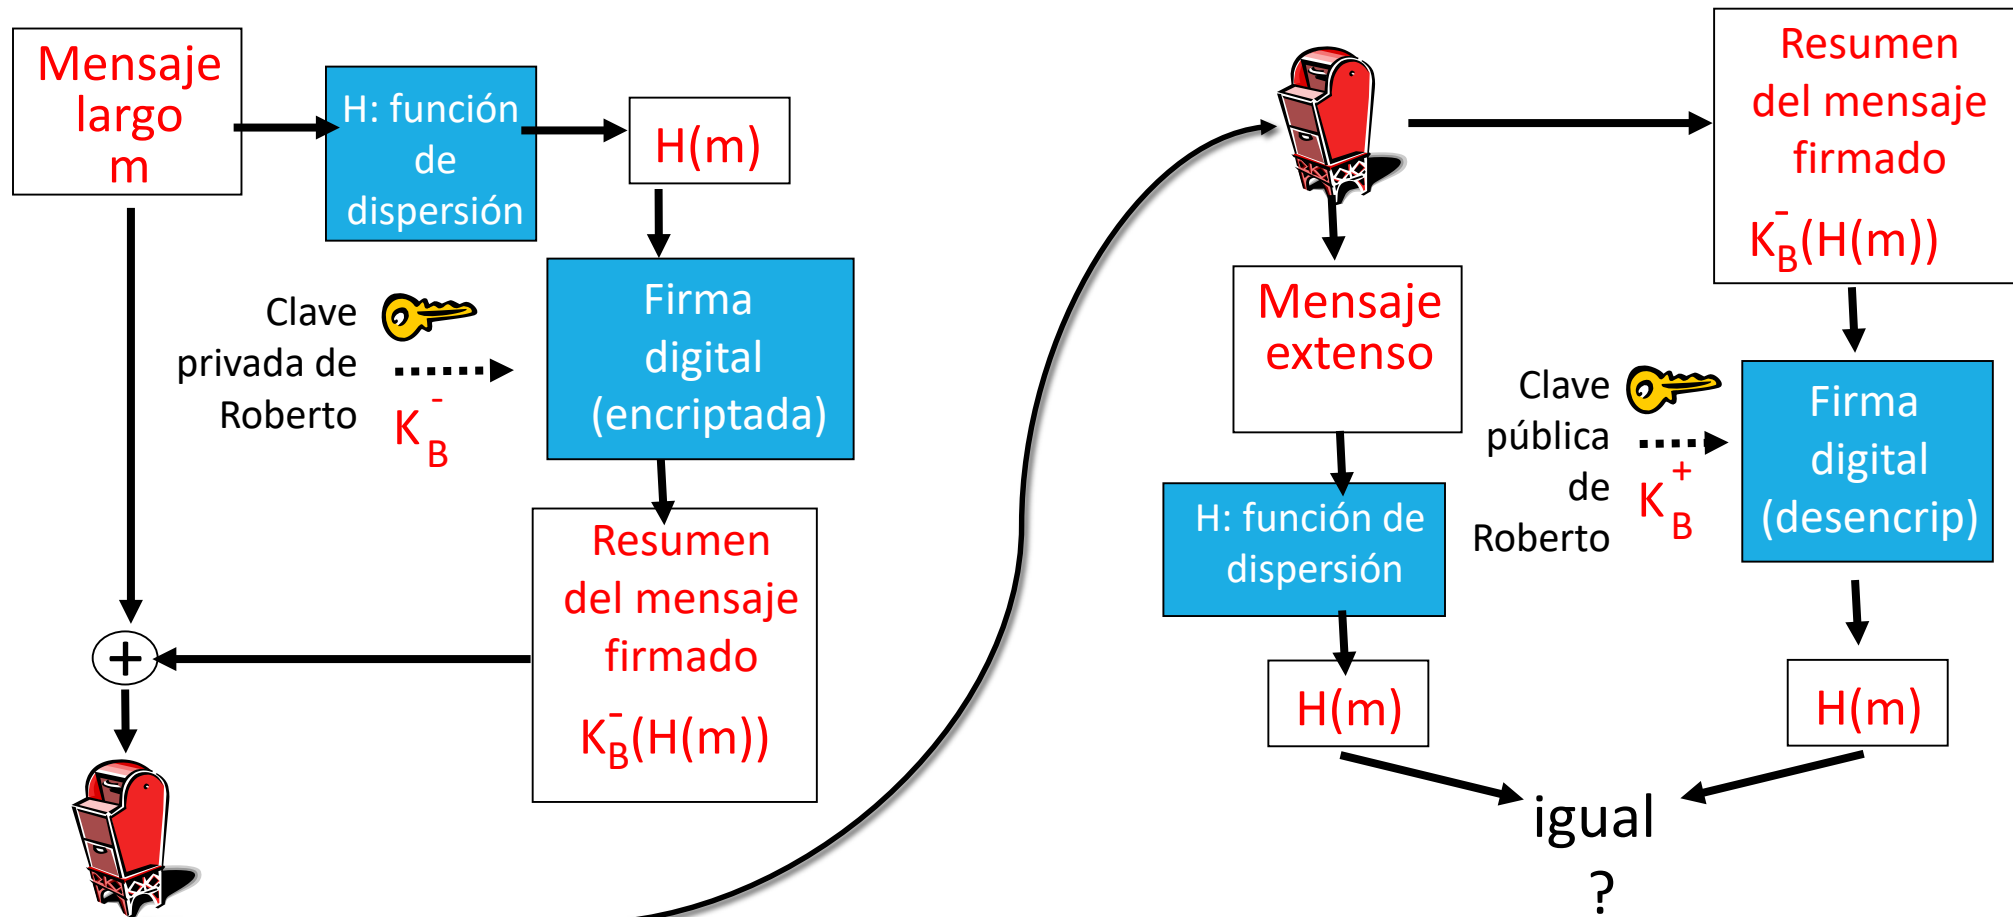 Mensaje
largo
m
H: función
de
dispersión
H(m)
Clave
privada de
Roberto
K B -
Firma
digital
(encriptada)
Resumen
del mensaje
firmado
K B - (H(m))
+
Resumen
del mensaje
firmado
K B - (H(m))
Mensaje
extenso
Clave
pública
de
Roberto
K B +
Firma
digital
(desencrip)
H: función de
dispersión
H(m)
H(m)
igual
?